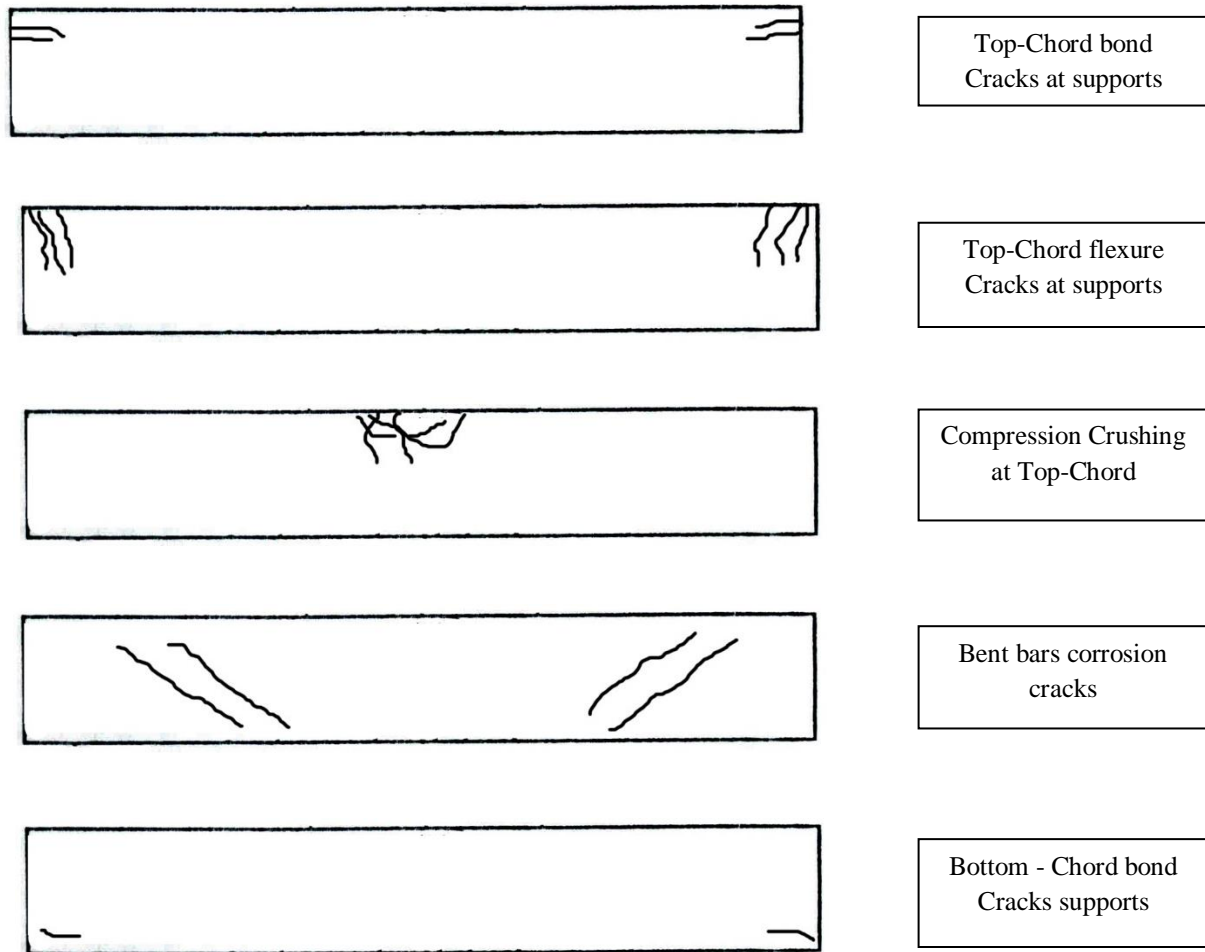 Top-Chord bond
Cracks at supports
Top-Chord flexure
Cracks at supports
Compression Crushing
at Top-Chord
Bent bars corrosion
cracks
Bottom - Chord bond
Cracks supports